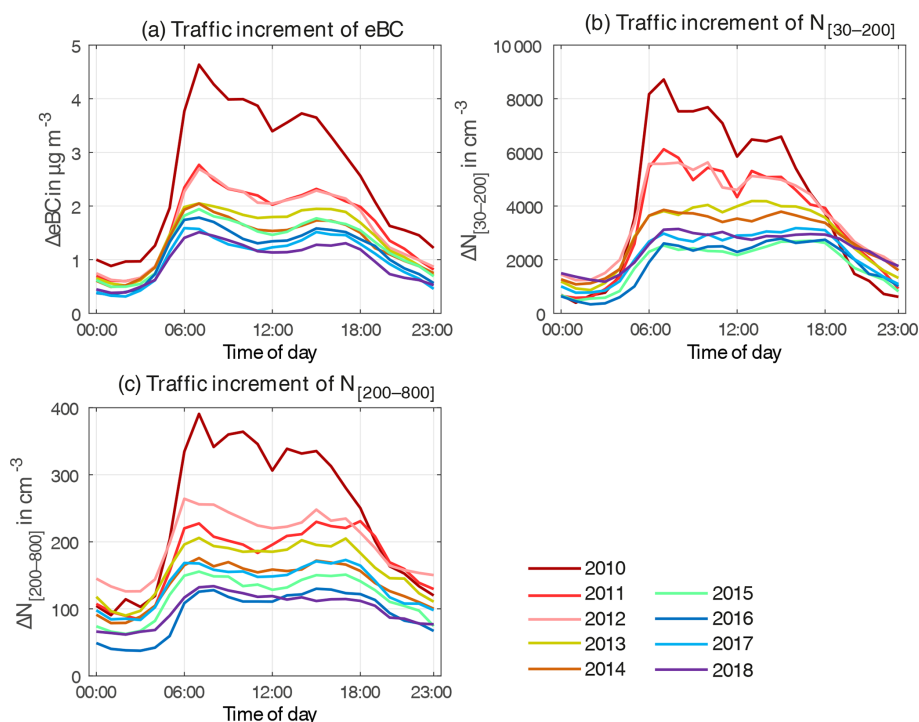 (a) Traffic increment of eBC
5
4
3
2
1
0
ΔeBC in µg m⁻³
00:00 06:00 12:00 18:00 23:00
Time of day
(b) Traffic increment of N[30–200]
10 000
8000
6000
4000
2000
0
ΔN[30–200] in cm⁻³
00:00 06:00 12:00 18:00 23:00
Time of day
(c) Traffic increment of N[200–800]
400
300
200
100
0
ΔN[200–800] in cm⁻³
00:00 06:00 12:00 18:00 23:00
Time of day
2010
2011
2012
2013
2014
2015
2016
2017
2018